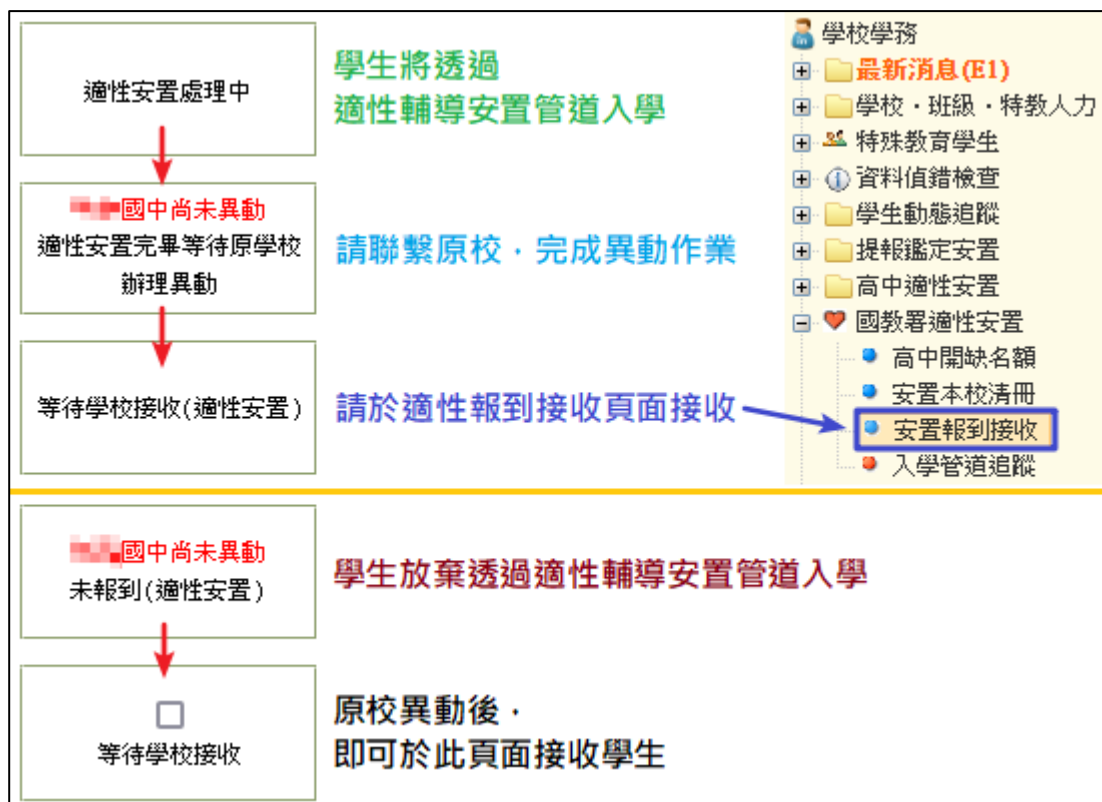 適性安置處理中
學生將透過
適性輔導安置管道入學
國中尚未異動
適性安置完畢等待原學校
辦理異動
請聯繫原校，完成異動作業
等待學校接收(適性安置)
請於適性報到接收頁面接收
學校學務
最新消息(E1)
學校・班級・特教人力
特殊教育學生
資料偵錯檢查
學生動態追蹤
提報鑑定安置
高中適性安置
國教署適性安置
高中開缺名額
安置本校清冊
安置報到接收
入學管道追蹤
國中尚未異動
未報到(適性安置)
學生放棄透過適性輔導安置管道入學
等待學校接收
原校異動後，
即可於此頁面接收學生